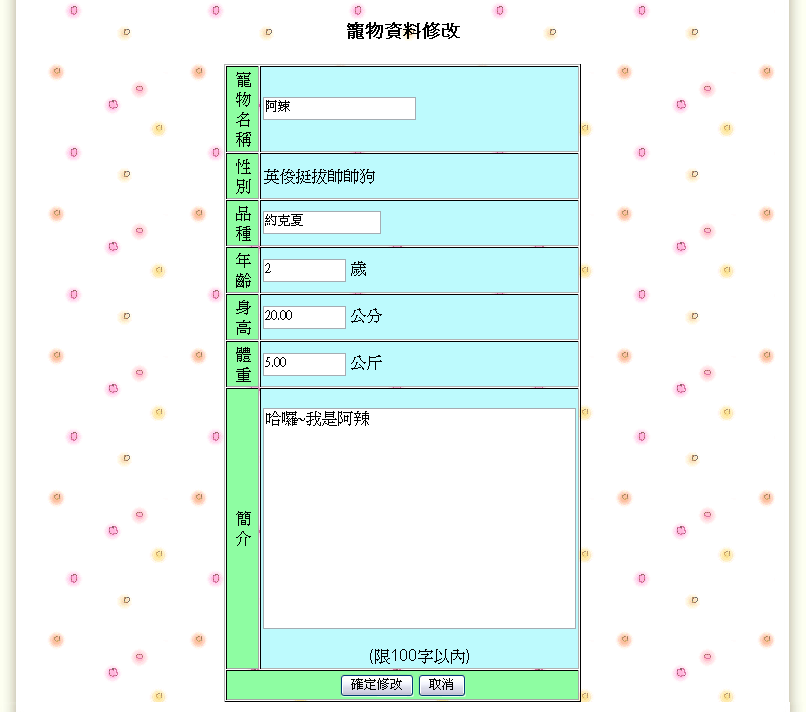 寵物資料修改
寵物名稱
阿辣
性別
英俊挺拔帥帥狗
品種
約克夏
年齡
2 歲
身高
20.00 公分
體重
5.00 公斤
簡介
哈囉~我是阿辣
(限100字以內)
確定修改 取消